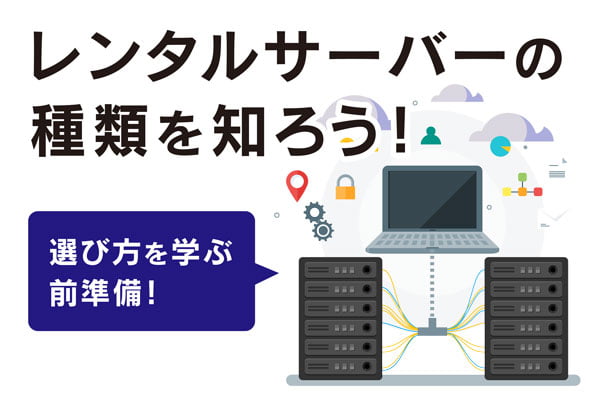 レンタルサーバーの
種類を知ろう!
選び方を学ぶ
前準備!